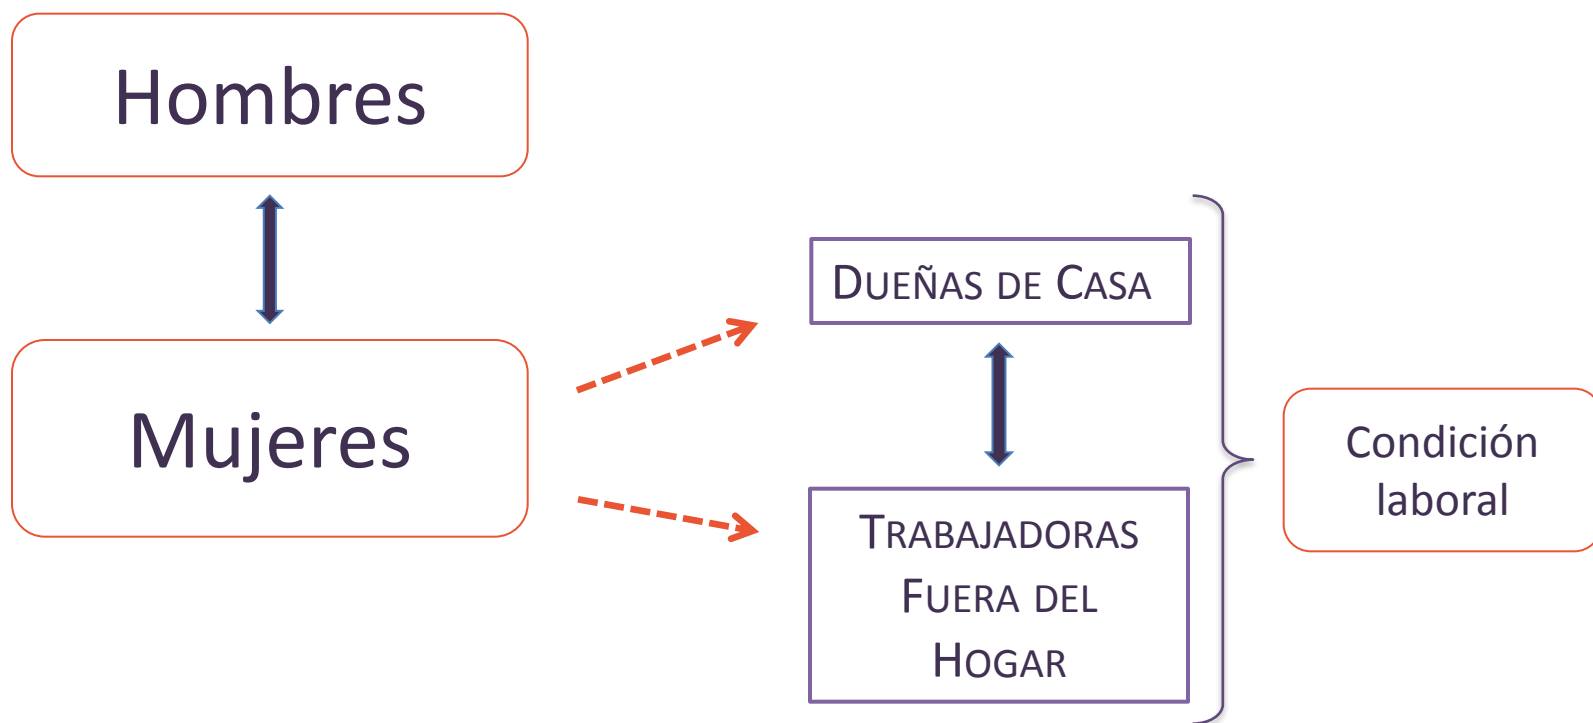 Hombres
Mujeres
DUEÑAS DE CASA
TRABAJADORAS
FUERA DEL
HOGAR
Condición
laboral